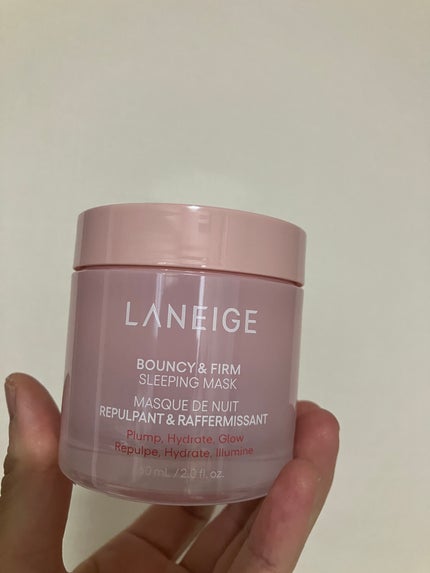 LANEIGE
BOUNCY & FIRM
SLEEPING MASK
MASQUE DE NUIT
REPULPANT & RAFFERMISSANT
Plump, Hydrate, Glow
Repulpe, Hydrate, Illumine
60 mL / 2.0 fl. oz.